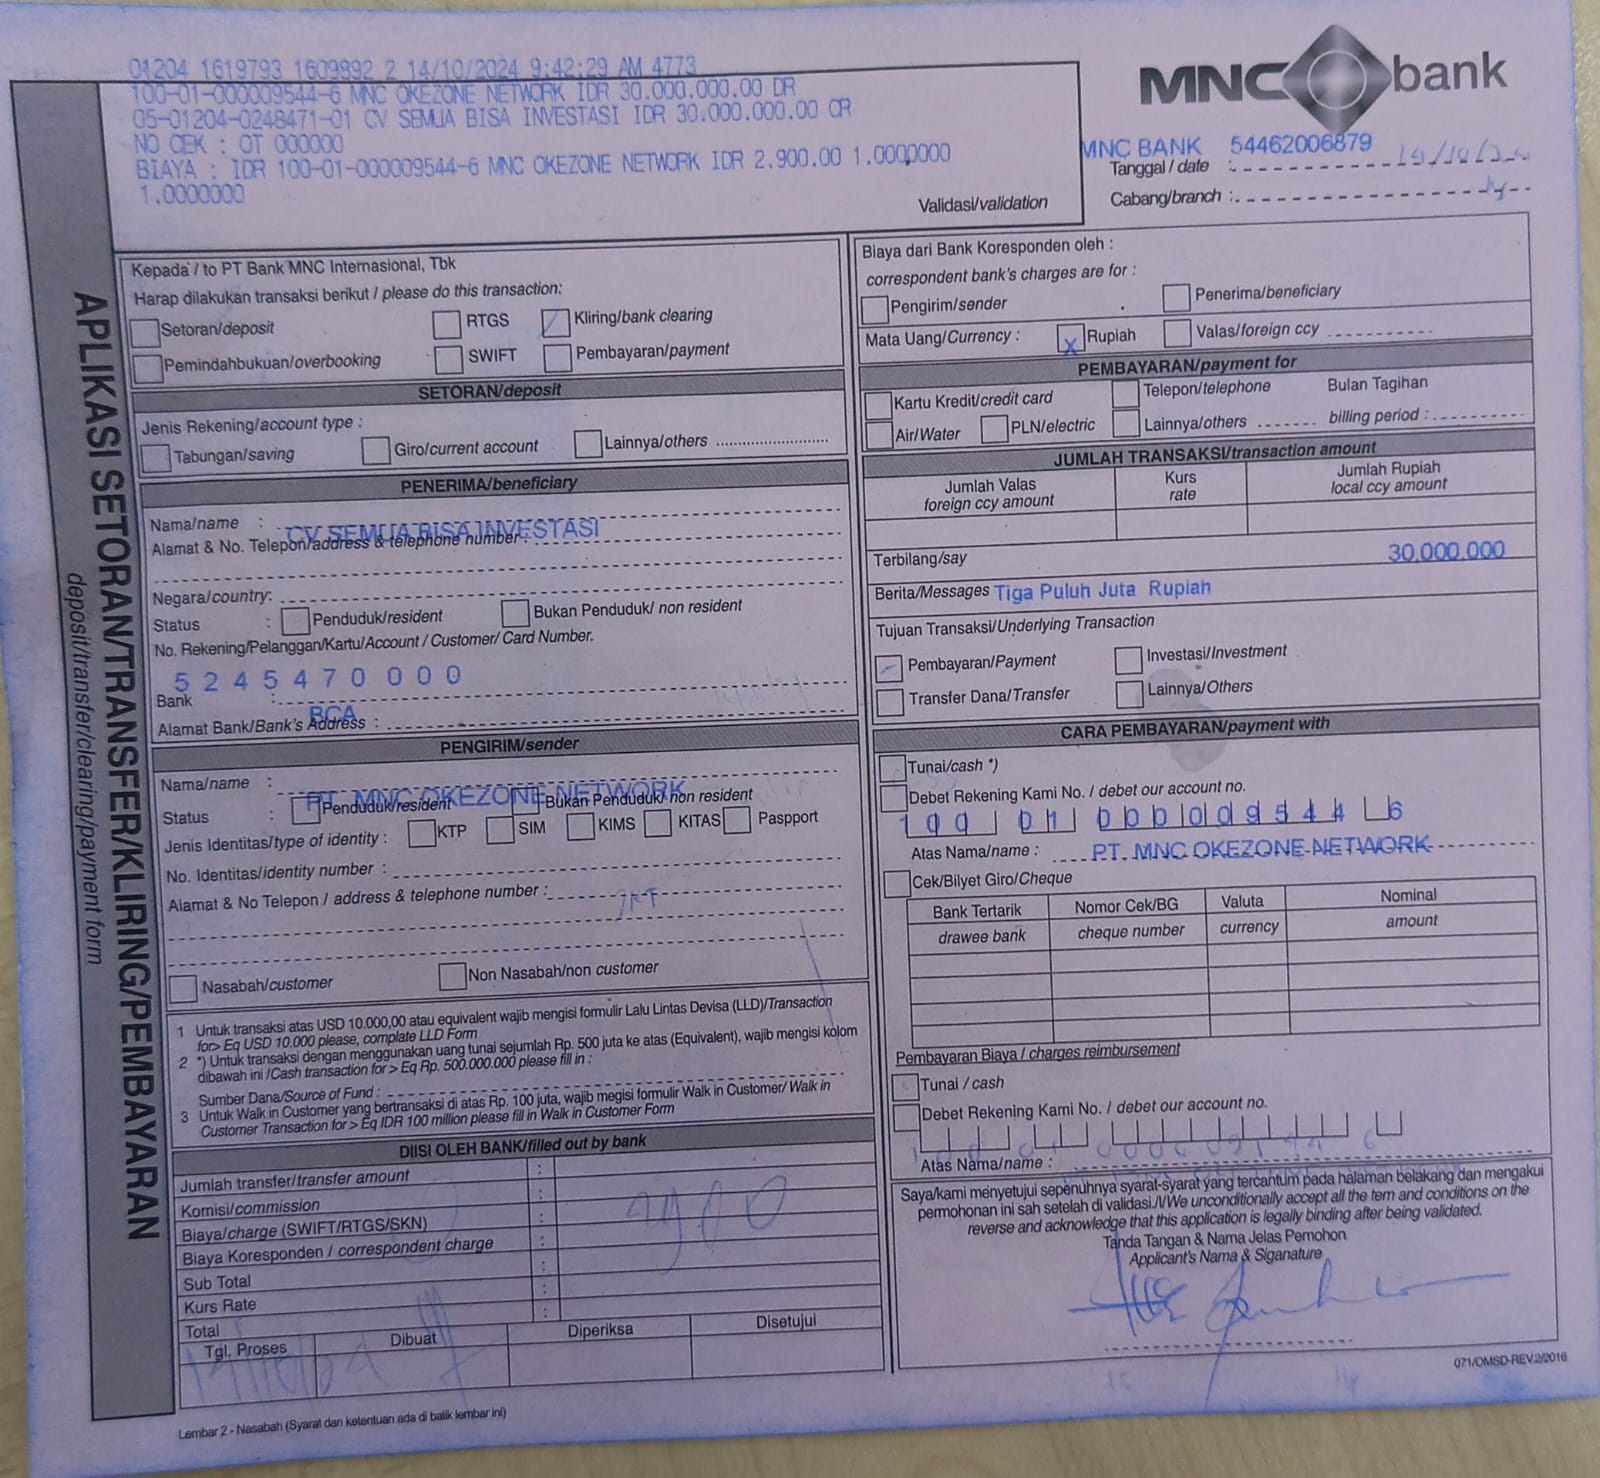 01204 1619793 1609892 2 14/10/2024 9:42:29 AM 4773
100-01-000009544-6 MNC OKEZONE NETWORK IDR 30.000.000.00 DR
05-01204-0248471-01 CV SEMUA BISA INVESTASI IDR 30.000.000.00 CR
NO CEK : OT 000000
BIAYA : IDR 100-01-000009544-6 MNC OKEZONE NETWORK IDR 2.900.00 1.0000000
1.0000000
Validasi/validation
MNC bank
MNC BANK 54462006879
Tanggal / date : 14/10/24
Cabang/branch :
APLIKASI SETORAN/TRANSFER/KLIRING/PEMBAYARAN
deposit/transfer/clearing/payment form
Kepada / to PT Bank MNC Internasional, Tbk
Harap dilakukan transaksi berikut / please do this transaction:
Setoran/deposit RTGS Kliring/bank clearing
Pemindahbukuan/overbooking SWIFT Pembayaran/payment
SETORAN/deposit
Jenis Rekening/account type :
Tabungan/saving Giro/current account Lainnya/others
PENERIMA/beneficiary
Nama/name : CV SEMUA BISA INVESTASI
Alamat & No. Telepon/address & telephone number :
Negara/country:
Status : Penduduk/resident Bukan Penduduk/ non resident
No. Rekening/Pelanggan/Kartu/Account / Customer/ Card Number.
5245470000
Bank : BCA
Alamat Bank/Bank's Address :
PENGIRIM/sender
Nama/name : PT. MNC OKEZONE NETWORK
Status : Penduduk/resident Bukan Penduduk/ non resident
Jenis Identitas/type of identity : KTP SIM KIMS KITAS Paspport
No. Identitas/identity number :
Alamat & No Telepon / address & telephone number :
Nasabah/customer Non Nasabah/non customer
1 Untuk transaksi atas USD 10.000,00 atau equivalent wajib mengisi formulir Lalu Lintas Devisa (LLD)/Transaction
for> Eq USD 10.000 please, complete LLD Form
2 *) Untuk transaksi dengan menggunakan uang tunai sejumlah Rp. 500 juta ke atas (Equivalent), wajib mengisi kolom
dibawah ini /Cash transaction for > Eq Rp. 500.000.000 please fill in :
Sumber Dana/Source of Fund :
3 Untuk Walk in Customer yang bertransaksi di atas Rp. 100 juta, wajib megisi formulir Walk in Customer/ Walk in
Customer Transaction for > Eq IDR 100 million please fill in Walk in Customer Form
DIISI OLEH BANK/filled out by bank
Jumlah transfer/transfer amount :
Komisi/commission :
Biaya/charge (SWIFT/RTGS/SKN) : 2900
Biaya Koresponden / correspondent charge :
Sub Total :
Kurs Rate :
Total :
Tgl. Proses Dibuat Diperiksa Disetujui
Lembar 2 - Nasabah (Syarat dan ketentuan ada di balik lembar ini)
Biaya dari Bank Koresponden oleh :
correspondent bank's charges are for :
Pengirim/sender Penerima/beneficiary
Mata Uang/Currency : X Rupiah Valas/foreign ccy
PEMBAYARAN/payment for
Kartu Kredit/credit card Telepon/telephone Bulan Tagihan
Air/Water PLN/electric Lainnya/others billing period :
JUMLAH TRANSAKSI/transaction amount
Jumlah Valas Kurs Jumlah Rupiah
foreign ccy amount rate local ccy amount
Terbilang/say 30.000.000
Berita/Messages Tiga Puluh Juta Rupiah
Tujuan Transaksi/Underlying Transaction
Pembayaran/Payment Investasi/Investment
Transfer Dana/Transfer Lainnya/Others
CARA PEMBAYARAN/payment with
Tunai/cash *)
Debet Rekening Kami No. / debet our account no.
100 01 000009544 6
Atas Nama/name : PT. MNC OKEZONE NETWORK
Cek/Bilyet Giro/Cheque
Bank Tertarik Nomor Cek/BG Valuta Nominal
drawee bank cheque number currency amount
Pembayaran Biaya / charges reimbursement
Tunai / cash
Debet Rekening Kami No. / debet our account no.
Atas Nama/name :
Saya/kami menyetujui sepenuhnya syarat-syarat yang tercantum pada halaman belakang dan mengakui
permohonan ini sah setelah di validasi./I/We unconditionally accept all the tem and conditions on the
reverse and acknowledge that this application is legally binding after being validated.
Tanda Tangan & Nama Jelas Pemohon
Applicant's Name & Siganature
071/OMSD-REV.2/2016